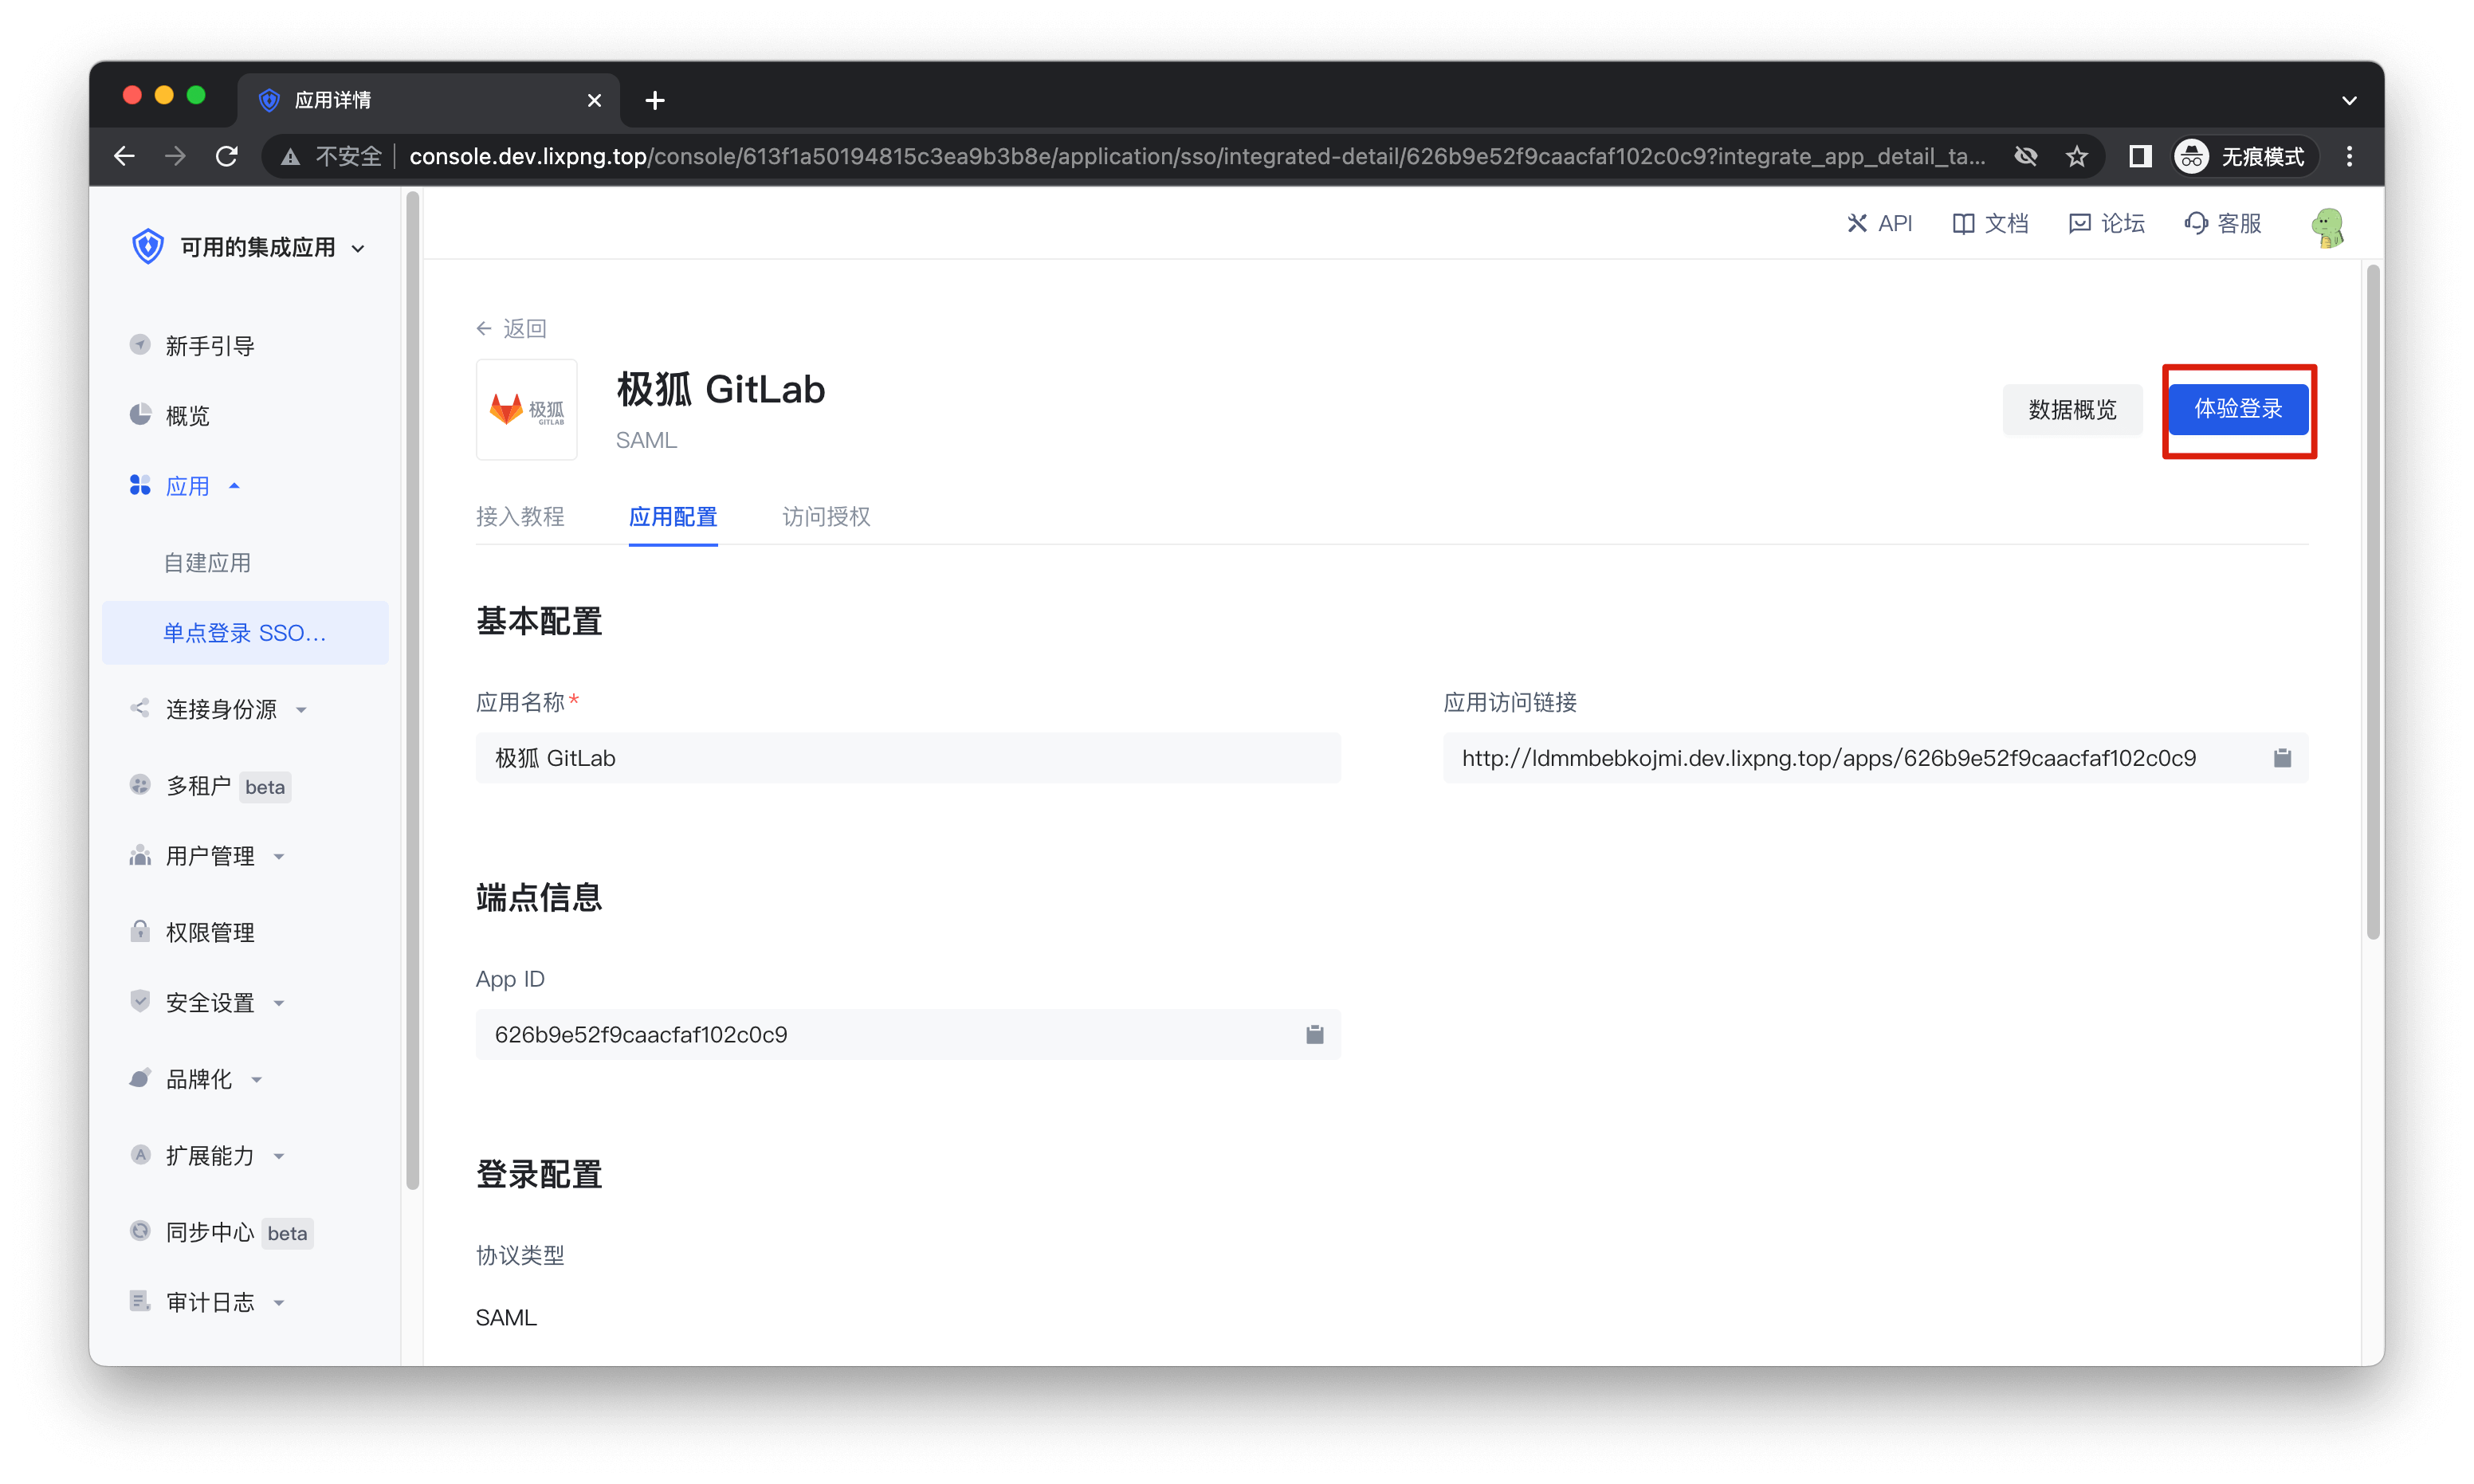 应用详情
不安全 console.dev.lixpng.top/console/613f1a50194815c3ea9b3b8e/application/sso/integrated-detail/626b9e52f9caacfaf102c0c9?integrate_app_detail_ta...
无痕模式
可用的集成应用
API 文档 论坛 客服
新手引导
概览
应用
自建应用
单点登录 SSO...
连接身份源
多租户 beta
用户管理
权限管理
安全设置
品牌化
扩展能力
同步中心 beta
审计日志
返回
极狐
GITLAB
极狐 GitLab
SAML
数据概览 体验登录
接入教程 应用配置 访问授权
基本配置
应用名称* 应用访问链接
极狐 GitLab http://ldmmbebkojmi.dev.lixpng.top/apps/626b9e52f9caacfaf102c0c9
端点信息
App ID
626b9e52f9caacfaf102c0c9
登录配置
协议类型
SAML